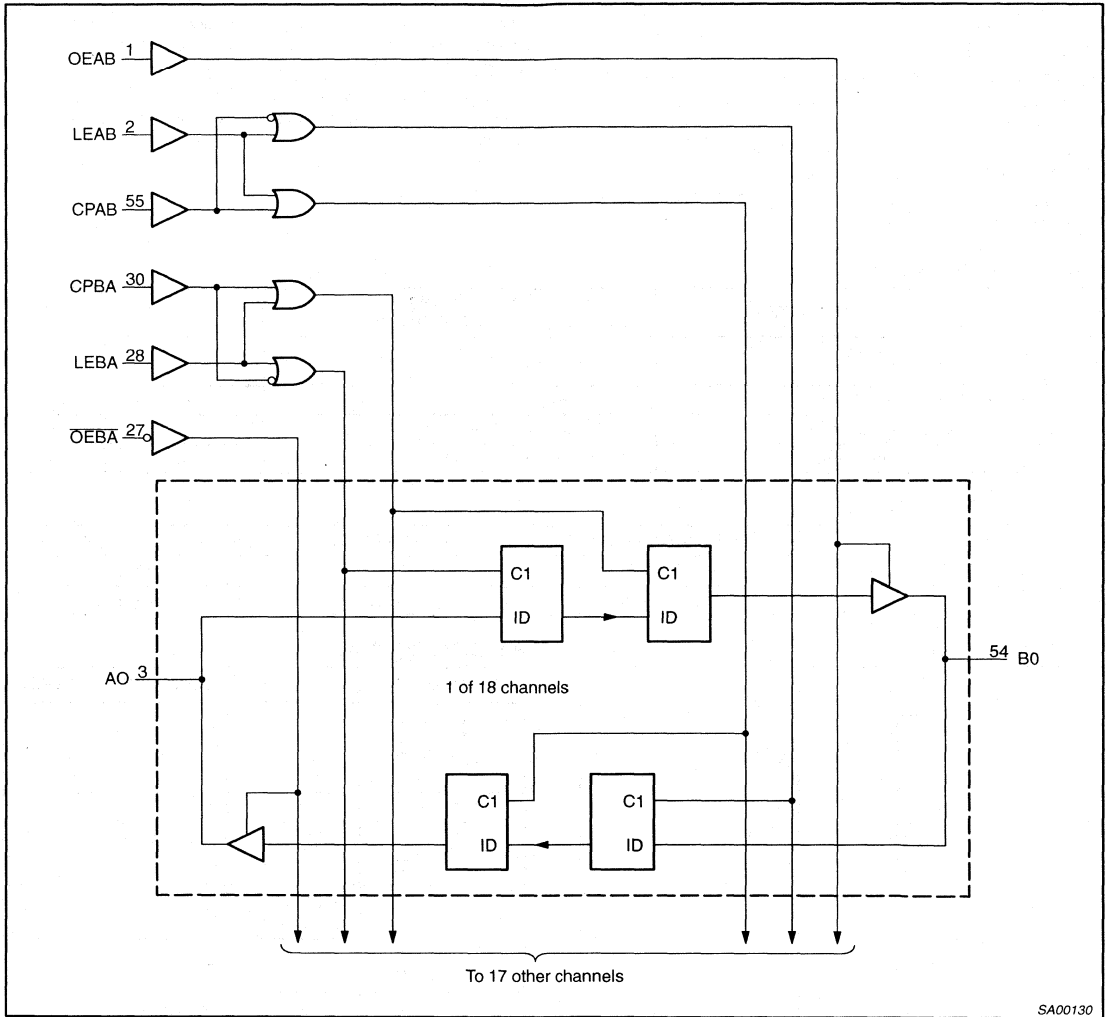 OEAB 1
LEAB 2
CPAB 55
CPBA 30
LEBA 28
OEBA 27
C1
ID
C1
ID
AO 3
54 B0
1 of 18 channels
C1
ID
C1
ID
To 17 other channels
SA00130